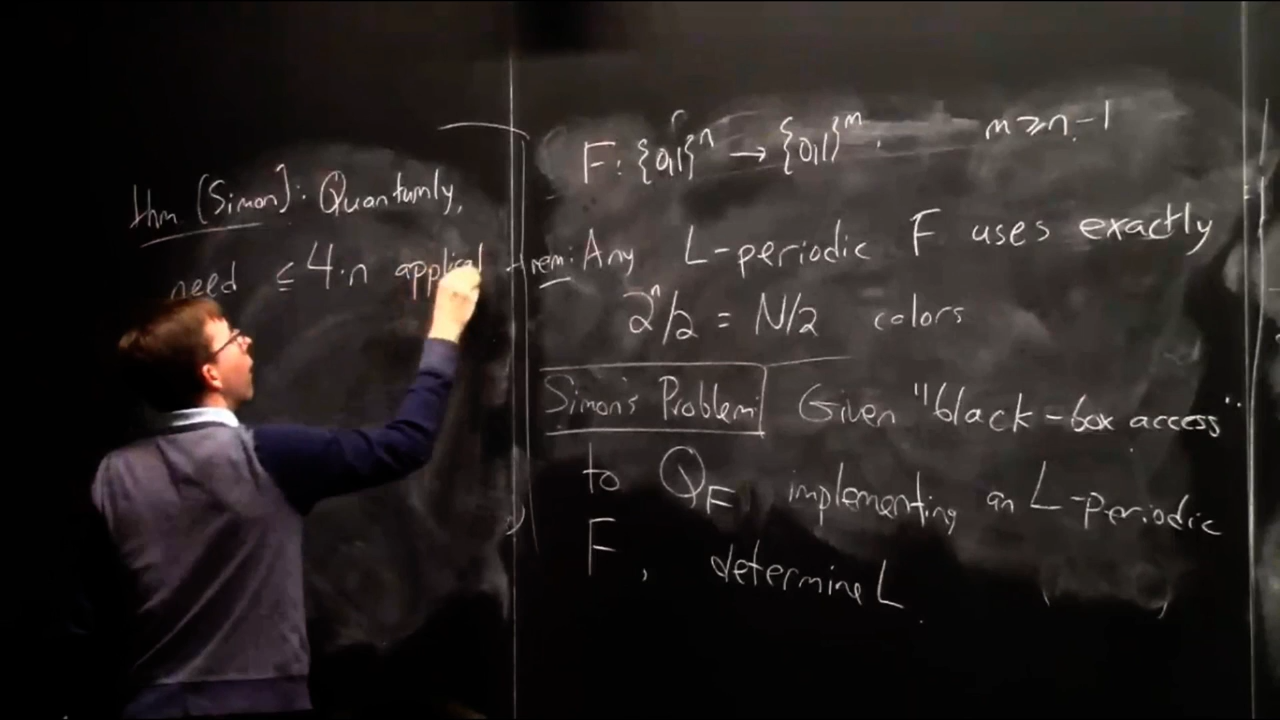 Thm (Simon): Quantumly,
need ≤ 4·n applicat
F: {0,1}ⁿ → {0,1}ᵐ. m ≥ n-1
rem: Any L-periodic F uses exactly
2ⁿ/2 = N/2 colors
Simon's Problem: Given "black-box access"
to Q_F implementing an L-periodic
F, determine L